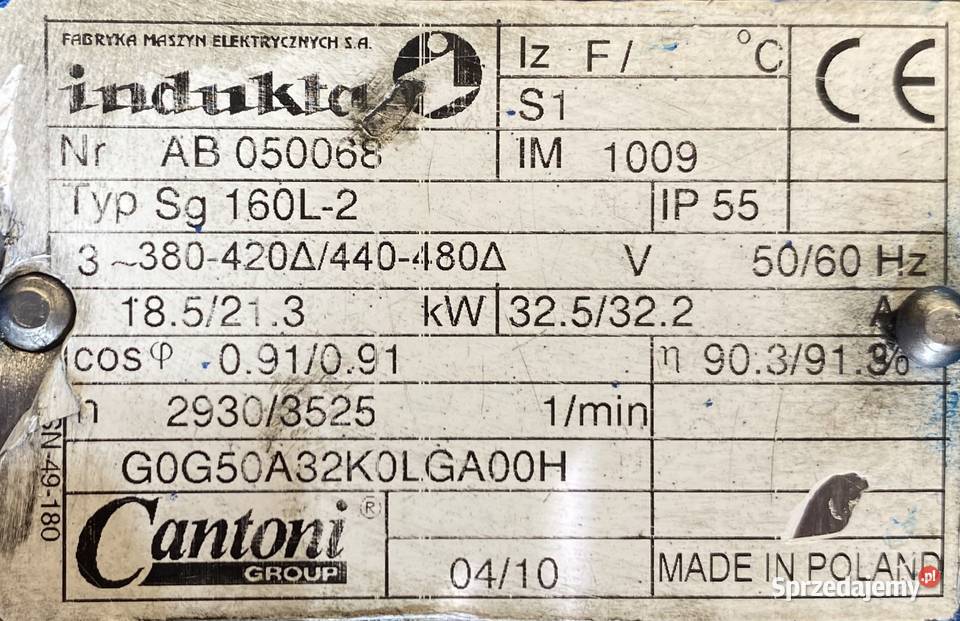 FABRYKA MASZYN ELEKTRYCZNYCH S.A.
indukta
Iz F/ °C
CE
S1
Nr AB 050068
IM 1009
Typ Sg 160L-2
IP 55
3 ~380-420Δ/440-480Δ V 50/60 Hz
18.5/21.3 kW
32.5/32.2 A
cos φ 0.91/0.91
η 90.3/91.3%
n 2930/3525 1/min
SN-49-180
G0G50A32K0LGA00H
Cantoni®
GROUP
04/10
MADE IN POLAND
Sprzedajemy.pl